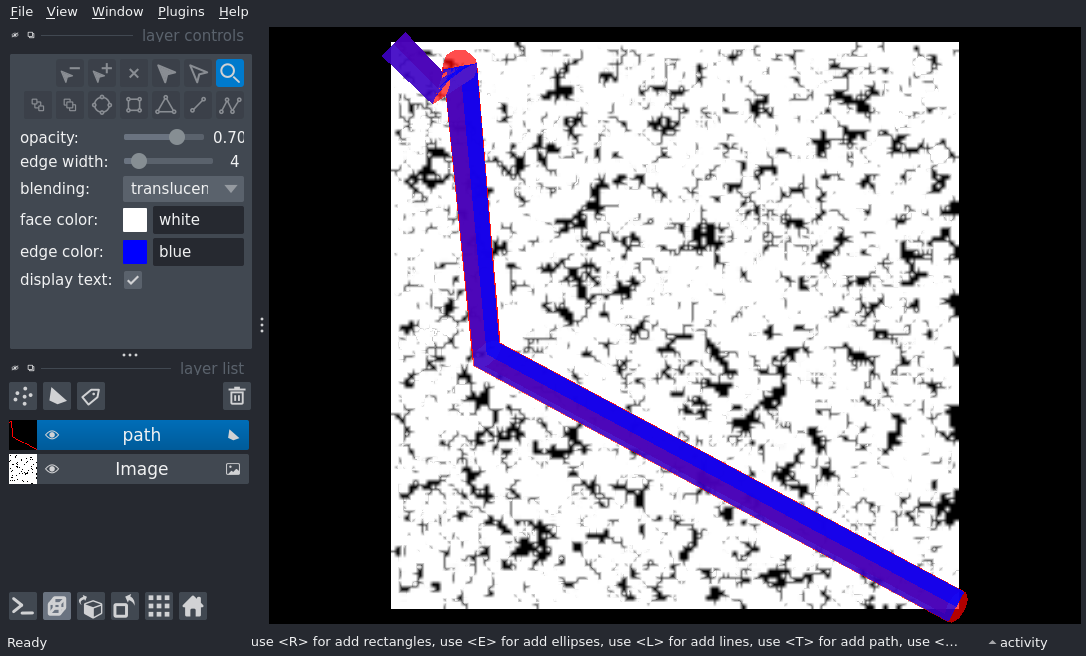 File View Window Plugins Help
layer controls
opacity: 0.70
edge width: 4
blending: translucen
face color: white
edge color: blue
display text:
layer list
path
Image
Ready use <R> for add rectangles, use <E> for add ellipses, use <L> for add lines, use <T> for add path, use <... activity